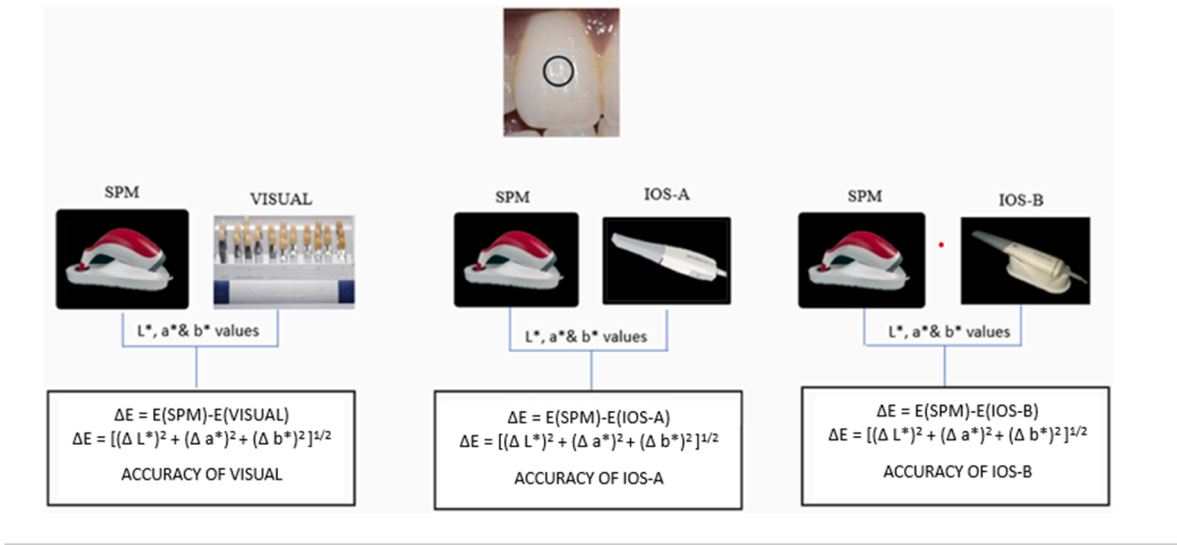 SPM
VISUAL
L*, a*& b* values
ΔE = E(SPM)-E(VISUAL)
ΔE = [(Δ L*)² + (Δ a*)² + (Δ b*)² ]¹/²
ACCURACY OF VISUAL
SPM
IOS-A
L*, a*& b* values
ΔE = E(SPM)-E(IOS-A)
ΔE = [(Δ L*)² + (Δ a*)² + (Δ b*)² ]¹/²
ACCURACY OF IOS-A
SPM
IOS-B
L*, a*& b* values
ΔE = E(SPM)-E(IOS-B)
ΔE = [(Δ L*)² + (Δ a*)² + (Δ b*)² ]¹/²
ACCURACY OF IOS-B